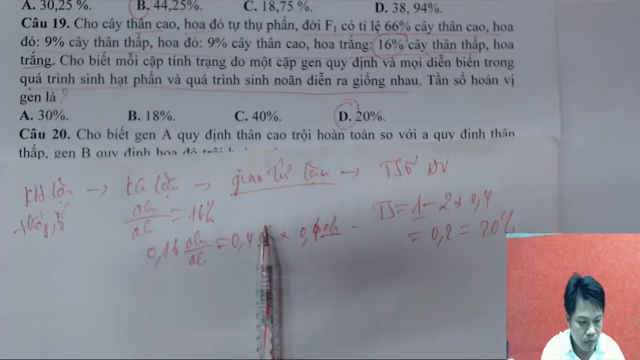 A. 30,25 %. B. 44,25%. C. 18,75 %. D. 38, 94%.
Câu 19. Cho cây thân cao, hoa đỏ tự thụ phấn, đời F1 có tỉ lệ 66% cây thân cao, hoa
đỏ: 9% cây thân thấp, hoa đỏ: 9% cây thân cao, hoa trắng: 16% cây thân thấp, hoa
trắng. Cho biết mỗi cặp tính trạng do một cặp gen quy định và mọi diễn biến trong
quá trình sinh hạt phấn và quá trình sinh noãn diễn ra giống nhau. Tần số hoán vị
gen là
A. 30%. B. 18%. C. 40%. D. 20%.
Câu 20. Cho biết gen A quy định thân cao trội hoàn toàn so với a quy định thân
thấp, gen B quy định hoa đỏ trội
KH lặn → KG lặn → giao tử lặn → TS
ab/ab = 16%
TS = 1 - 2 × 0,4
0,16 ab/ab = 0,4 × 0,4 ab
= 0,2 = 20%